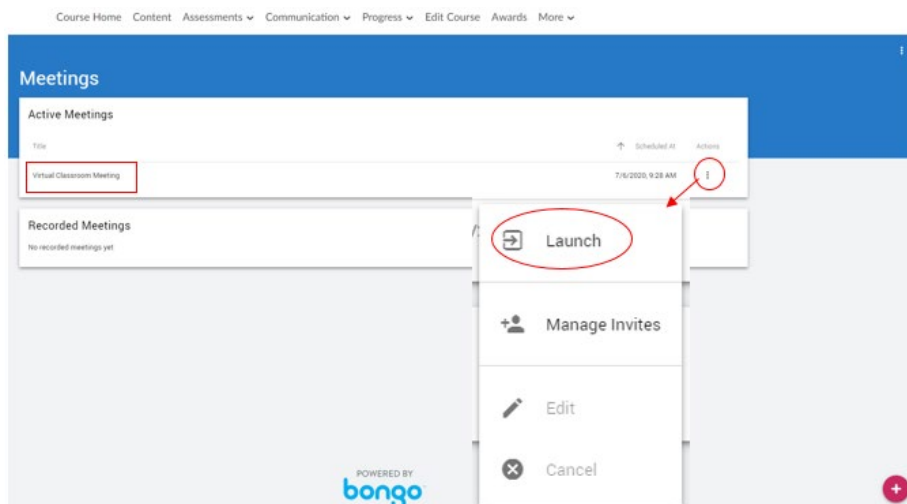 Course Home Content Assessments Communication Progress Edit Course Awards More
Meetings
Active Meetings
Title Scheduled At Actions
Virtual Classroom Meeting 7/6/2020, 9:28 AM
Recorded Meetings
No recorded meetings yet
Launch
Manage Invites
Edit
Cancel
POWERED BY
bongo